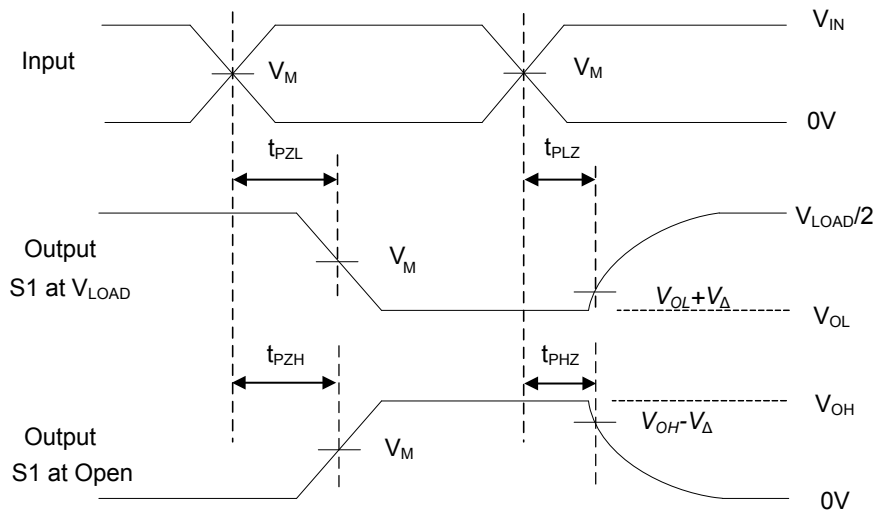 V_IN
Input
V_M
V_M
0V
t_PZL
t_PLZ
V_LOAD/2
Output
S1 at V_LOAD
V_M
V_OL+V_Δ
V_OL
t_PZH
t_PHZ
V_OH
V_OH-V_Δ
Output
S1 at Open
V_M
0V